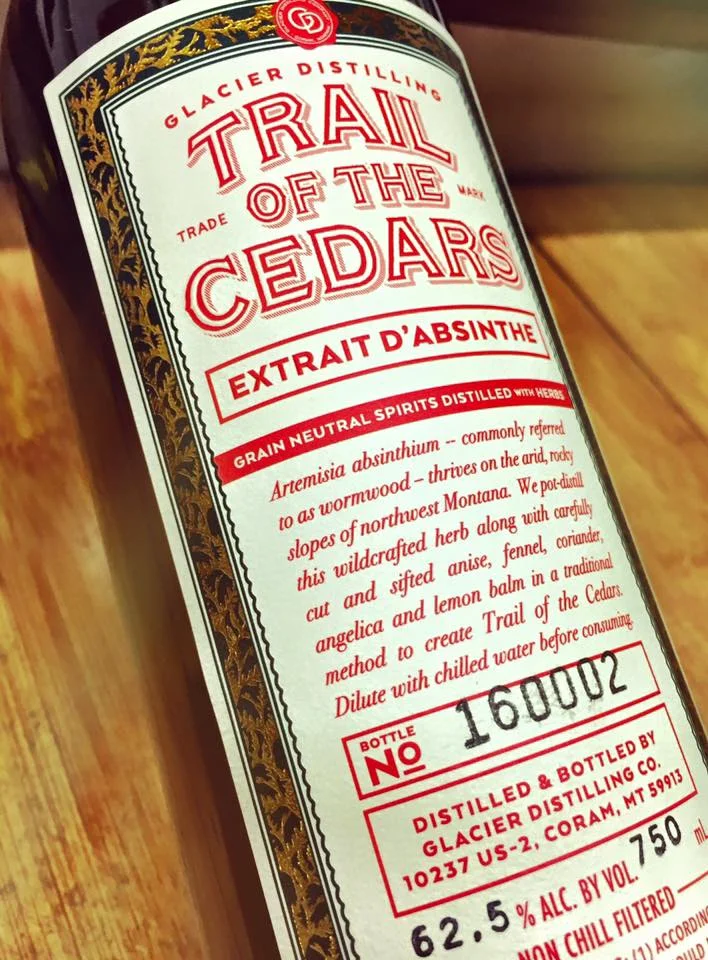 GD
GLACIER DISTILLING
TRAIL
OF THE
TRADE MARK
CEDARS
EXTRAIT D'ABSINTHE
GRAIN NEUTRAL SPIRITS DISTILLED WITH HERBS
Artemisia absinthium -- commonly referred
to as wormwood – thrives on the arid, rocky
slopes of northwest Montana. We pot-distill
this wildcrafted herb along with carefully
cut and sifted anise, fennel, coriander,
angelica and lemon balm in a traditional
method to create Trail of the Cedars.
Dilute with chilled water before consuming.
BOTTLE
No 160002
DISTILLED & BOTTLED BY
GLACIER DISTILLING CO.
10237 US-2, CORAM, MT 59913
62.5 % ALC. BY VOL. 750 mL
NON CHILL FILTERED
(1) ACCORDING